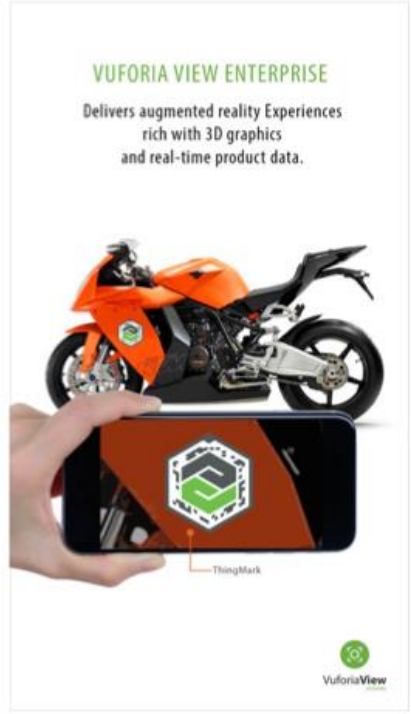 VUFORIA VIEW ENTERPRISE
Delivers augmented reality Experiences
rich with 3D graphics
and real-time product data.
ThingMark
VuforiaView